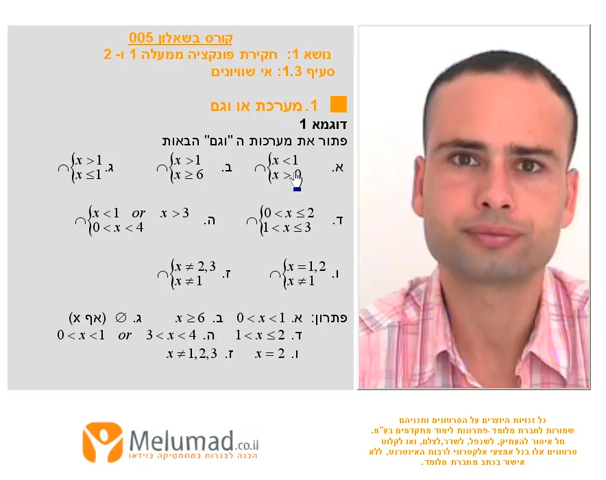 קורס בשאלון 005
נושא 1: חקירת פונקציה ממעלה 1 ו- 2
סעיף 1.3: אי שוויונים
1. מערכת או וגם
דוגמא 1
פתור את מערכות ה "וגם" הבאות
א. ∩{x < 1 ב. ∩{x > 1 ג. ∩{x > 1
x > 0 x ≥ 6 x ≤ 1
ד. ∩{0 < x ≤ 2 ה. ∩{x < 1 or x > 3
1 < x ≤ 3 0 < x < 4
ו. ∩{x = 1,2 ז. ∩{x ≠ 2,3
x ≠ 1 x ≠ 1
פתרון: א. 0 < x < 1 ב. x ≥ 6 ג. ∅ (אף x)
ד. 1 < x ≤ 2 ה. 0 < x < 1 or 3 < x < 4
ו. x = 2 ז. x ≠ 1,2,3
Melumad.co.il
הכנה לבגרות במתמטיקה בוידאו
כל זכויות היוצרים על הסרטונים ותכניהם
שמורות לחברת מלומד-פתרונות לימוד מתקדמים בע"מ.
חל איסור להעתיק, לשכפל, לשדר,לצלם, ואו לקלוט
סרטונים אלו בכל אמצעי אלקטרוני לרבות האינטרנט, ללא
אישור בכתב מחברת מלומד.